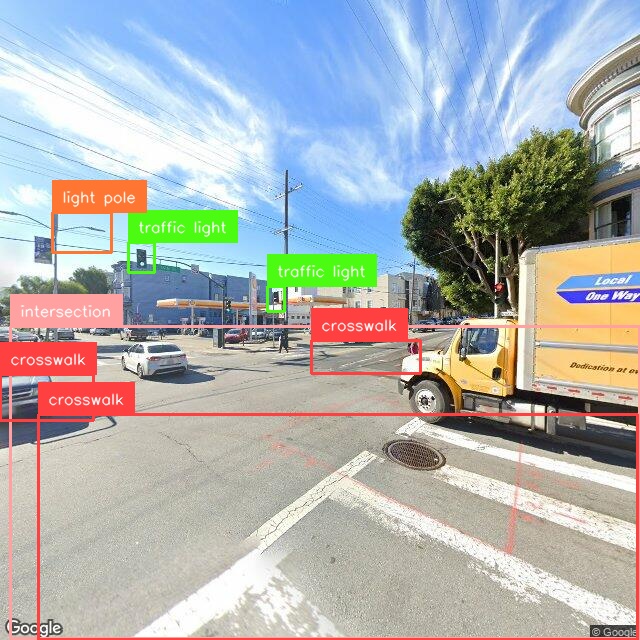 light pole
traffic light
traffic light
Local
One Way
intersection
crosswalk
crosswalk
crosswalk
Google
© Google